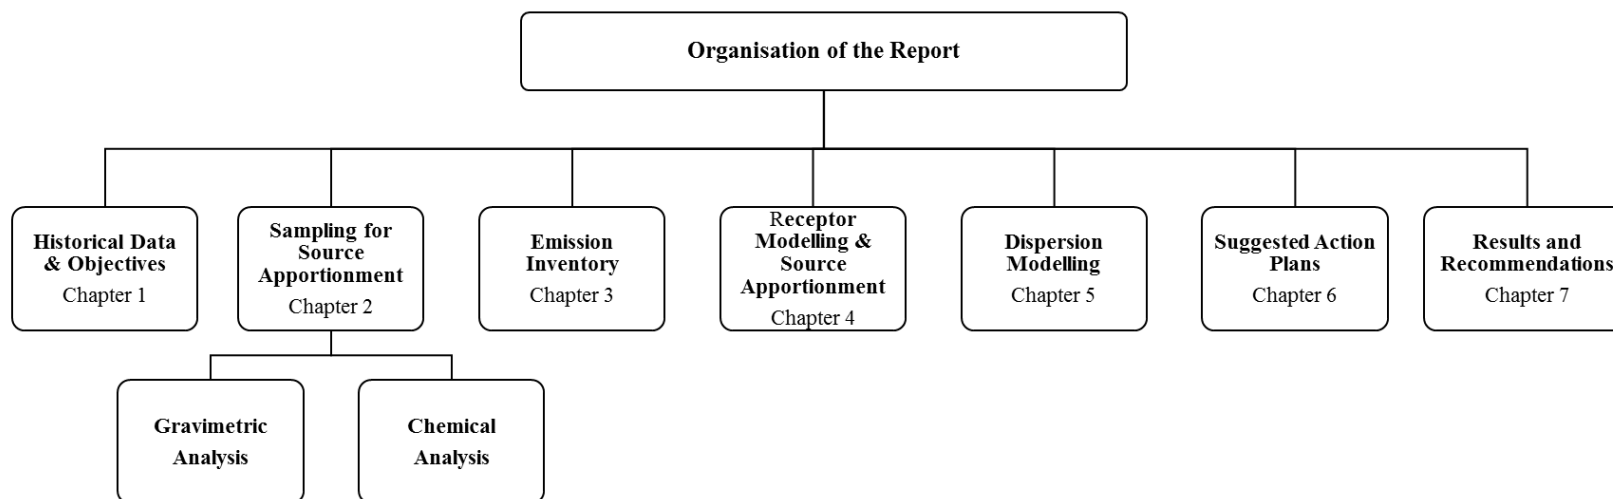 Organisation of the Report
Historical Data
& Objectives
Chapter 1
Sampling for
Source
Apportionment
Chapter 2
Emission
Inventory
Chapter 3
Receptor
Modelling &
Source
Apportionment
Chapter 4
Dispersion
Modelling
Chapter 5
Suggested Action
Plans
Chapter 6
Results and
Recommendations
Chapter 7
Gravimetric
Analysis
Chemical
Analysis